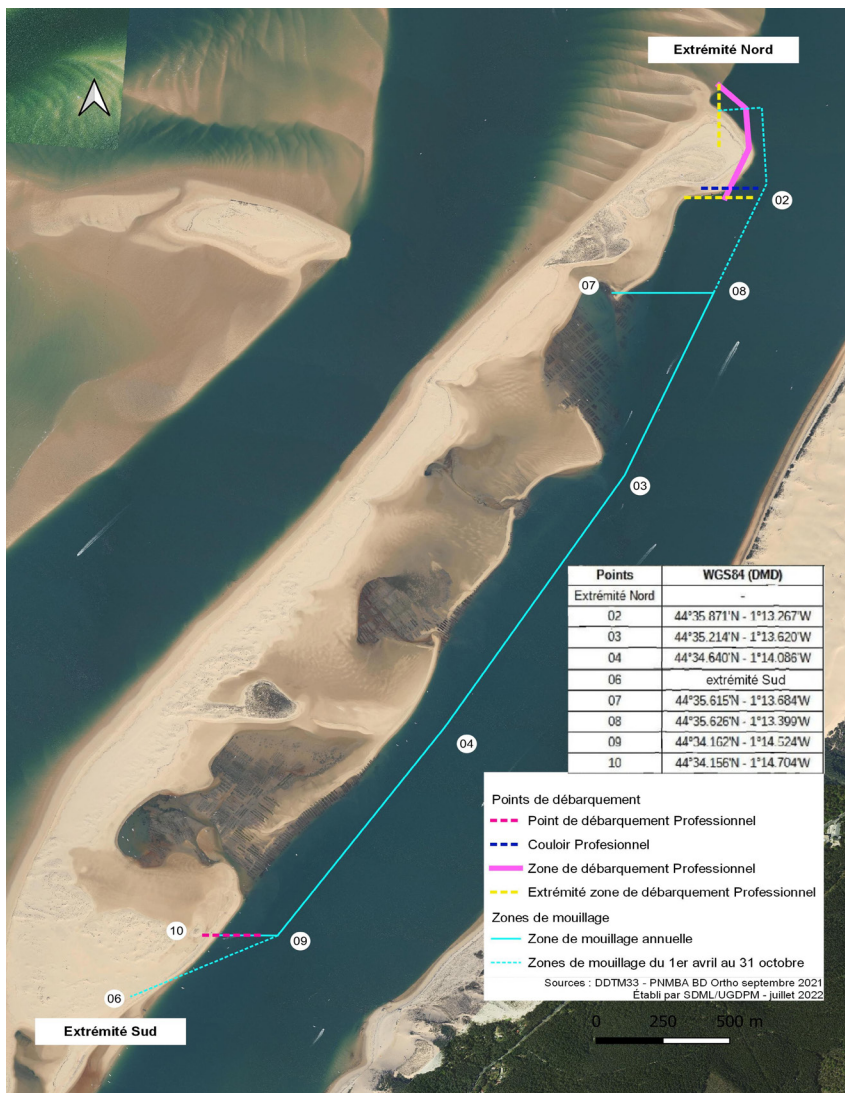 Extrémité Nord
02
07
08
03
Points WGS84 (DMD)
Extrémité Nord -
02 44°35.871'N - 1°13.267'W
03 44°35.214'N - 1°13.620'W
04 44°34.640'N - 1°14.086'W
06 extrémité Sud
07 44°35.615'N - 1°13.684'W
08 44°35.626'N - 1°13.399'W
09 44°34.162'N - 1°14.524'W
10 44°34.156'N - 1°14.704'W
04
Points de débarquement
Point de débarquement Professionnel
Couloir Profesionnel
Zone de débarquement Professionnel
Extrémité zone de débarquement Professionnel
Zones de mouillage
Zone de mouillage annuelle
Zones de mouillage du 1er avril au 31 octobre
Sources : DDTM33 - PNMBA BD Ortho septembre 2021
Établi par SDML/UGDPM - juillet 2022
10
09
06
Extrémité Sud
0 250 500 m